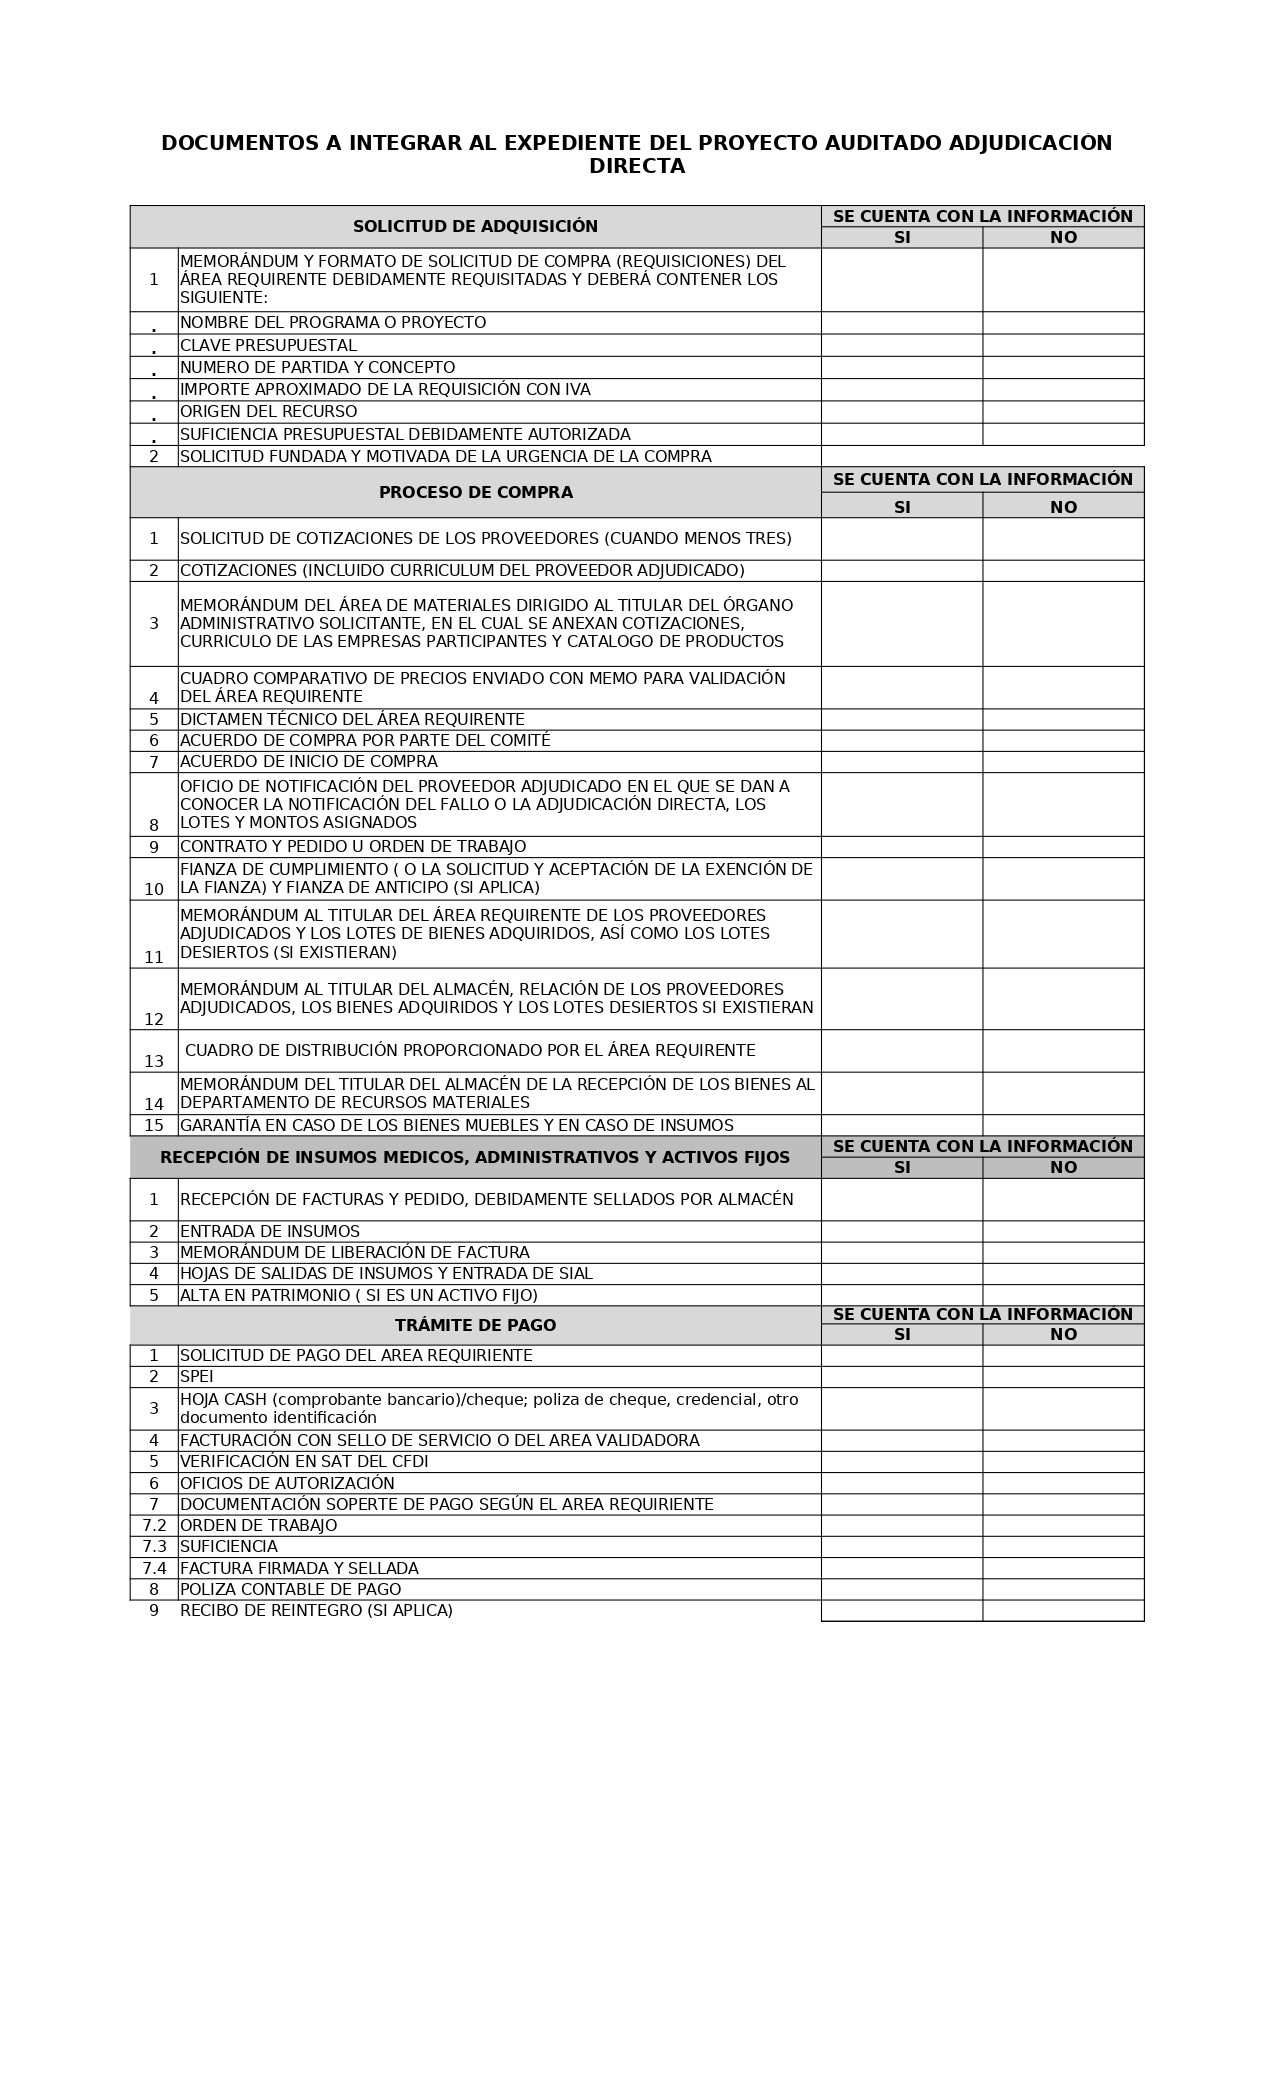 DOCUMENTOS A INTEGRAR AL EXPEDIENTE DEL PROYECTO AUDITADO ADJUDICACIÓN
DIRECTA
SOLICITUD DE ADQUISICIÓN
SE CUENTA CON LA INFORMACIÓN
SI NO
1 MEMORÁNDUM Y FORMATO DE SOLICITUD DE COMPRA (REQUISICIONES) DEL
ÁREA REQUIRENTE DEBIDAMENTE REQUISITADAS Y DEBERÁ CONTENER LOS
SIGUIENTE:
. NOMBRE DEL PROGRAMA O PROYECTO
. CLAVE PRESUPUESTAL
. NUMERO DE PARTIDA Y CONCEPTO
. IMPORTE APROXIMADO DE LA REQUISICIÓN CON IVA
. ORIGEN DEL RECURSO
. SUFICIENCIA PRESUPUESTAL DEBIDAMENTE AUTORIZADA
2 SOLICITUD FUNDADA Y MOTIVADA DE LA URGENCIA DE LA COMPRA
PROCESO DE COMPRA
SE CUENTA CON LA INFORMACIÓN
SI NO
1 SOLICITUD DE COTIZACIONES DE LOS PROVEEDORES (CUANDO MENOS TRES)
2 COTIZACIONES (INCLUIDO CURRICULUM DEL PROVEEDOR ADJUDICADO)
3 MEMORÁNDUM DEL ÁREA DE MATERIALES DIRIGIDO AL TITULAR DEL ÓRGANO
ADMINISTRATIVO SOLICITANTE, EN EL CUAL SE ANEXAN COTIZACIONES,
CURRICULO DE LAS EMPRESAS PARTICIPANTES Y CATALOGO DE PRODUCTOS
4 CUADRO COMPARATIVO DE PRECIOS ENVIADO CON MEMO PARA VALIDACIÓN
DEL ÁREA REQUIRENTE
5 DICTAMEN TÉCNICO DEL ÁREA REQUIRENTE
6 ACUERDO DE COMPRA POR PARTE DEL COMITÉ
7 ACUERDO DE INICIO DE COMPRA
8 OFICIO DE NOTIFICACIÓN DEL PROVEEDOR ADJUDICADO EN EL QUE SE DAN A
CONOCER LA NOTIFICACIÓN DEL FALLO O LA ADJUDICACIÓN DIRECTA, LOS
LOTES Y MONTOS ASIGNADOS
9 CONTRATO Y PEDIDO U ORDEN DE TRABAJO
10 FIANZA DE CUMPLIMIENTO ( O LA SOLICITUD Y ACEPTACIÓN DE LA EXENCIÓN DE
LA FIANZA) Y FIANZA DE ANTICIPO (SI APLICA)
11 MEMORÁNDUM AL TITULAR DEL ÁREA REQUIRENTE DE LOS PROVEEDORES
ADJUDICADOS Y LOS LOTES DE BIENES ADQUIRIDOS, ASÍ COMO LOS LOTES
DESIERTOS (SI EXISTIERAN)
12 MEMORÁNDUM AL TITULAR DEL ALMACÉN, RELACIÓN DE LOS PROVEEDORES
ADJUDICADOS, LOS BIENES ADQUIRIDOS Y LOS LOTES DESIERTOS SI EXISTIERAN
13 CUADRO DE DISTRIBUCIÓN PROPORCIONADO POR EL ÁREA REQUIRENTE
14 MEMORÁNDUM DEL TITULAR DEL ALMACÉN DE LA RECEPCIÓN DE LOS BIENES AL
DEPARTAMENTO DE RECURSOS MATERIALES
15 GARANTÍA EN CASO DE LOS BIENES MUEBLES Y EN CASO DE INSUMOS
RECEPCIÓN DE INSUMOS MEDICOS, ADMINISTRATIVOS Y ACTIVOS FIJOS
SE CUENTA CON LA INFORMACIÓN
SI NO
1 RECEPCIÓN DE FACTURAS Y PEDIDO, DEBIDAMENTE SELLADOS POR ALMACÉN
2 ENTRADA DE INSUMOS
3 MEMORÁNDUM DE LIBERACIÓN DE FACTURA
4 HOJAS DE SALIDAS DE INSUMOS Y ENTRADA DE SIAL
5 ALTA EN PATRIMONIO ( SI ES UN ACTIVO FIJO)
TRÁMITE DE PAGO
SE CUENTA CON LA INFORMACIÓN
SI NO
1 SOLICITUD DE PAGO DEL AREA REQUIRIENTE
2 SPEI
3 HOJA CASH (comprobante bancario)/cheque; poliza de cheque, credencial, otro
documento identificación
4 FACTURACIÓN CON SELLO DE SERVICIO O DEL AREA VALIDADORA
5 VERIFICACIÓN EN SAT DEL CFDI
6 OFICIOS DE AUTORIZACIÓN
7 DOCUMENTACIÓN SOPERTE DE PAGO SEGÚN EL AREA REQUIRIENTE
7.2 ORDEN DE TRABAJO
7.3 SUFICIENCIA
7.4 FACTURA FIRMADA Y SELLADA
8 POLIZA CONTABLE DE PAGO
9 RECIBO DE REINTEGRO (SI APLICA)